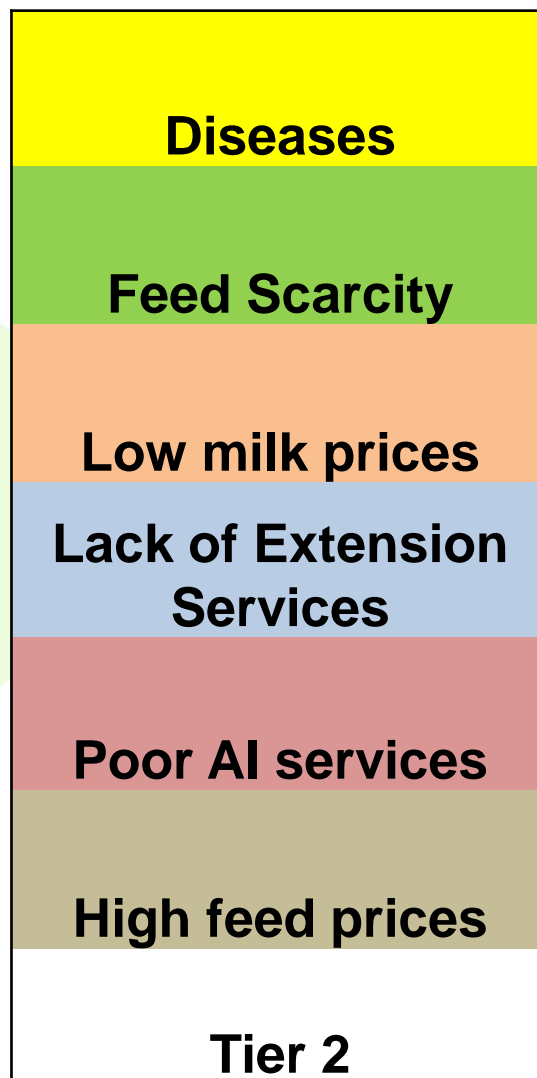 Diseases
Feed Scarcity
Low milk prices
Lack of Extension
Services
Poor AI services
High feed prices
Tier 2